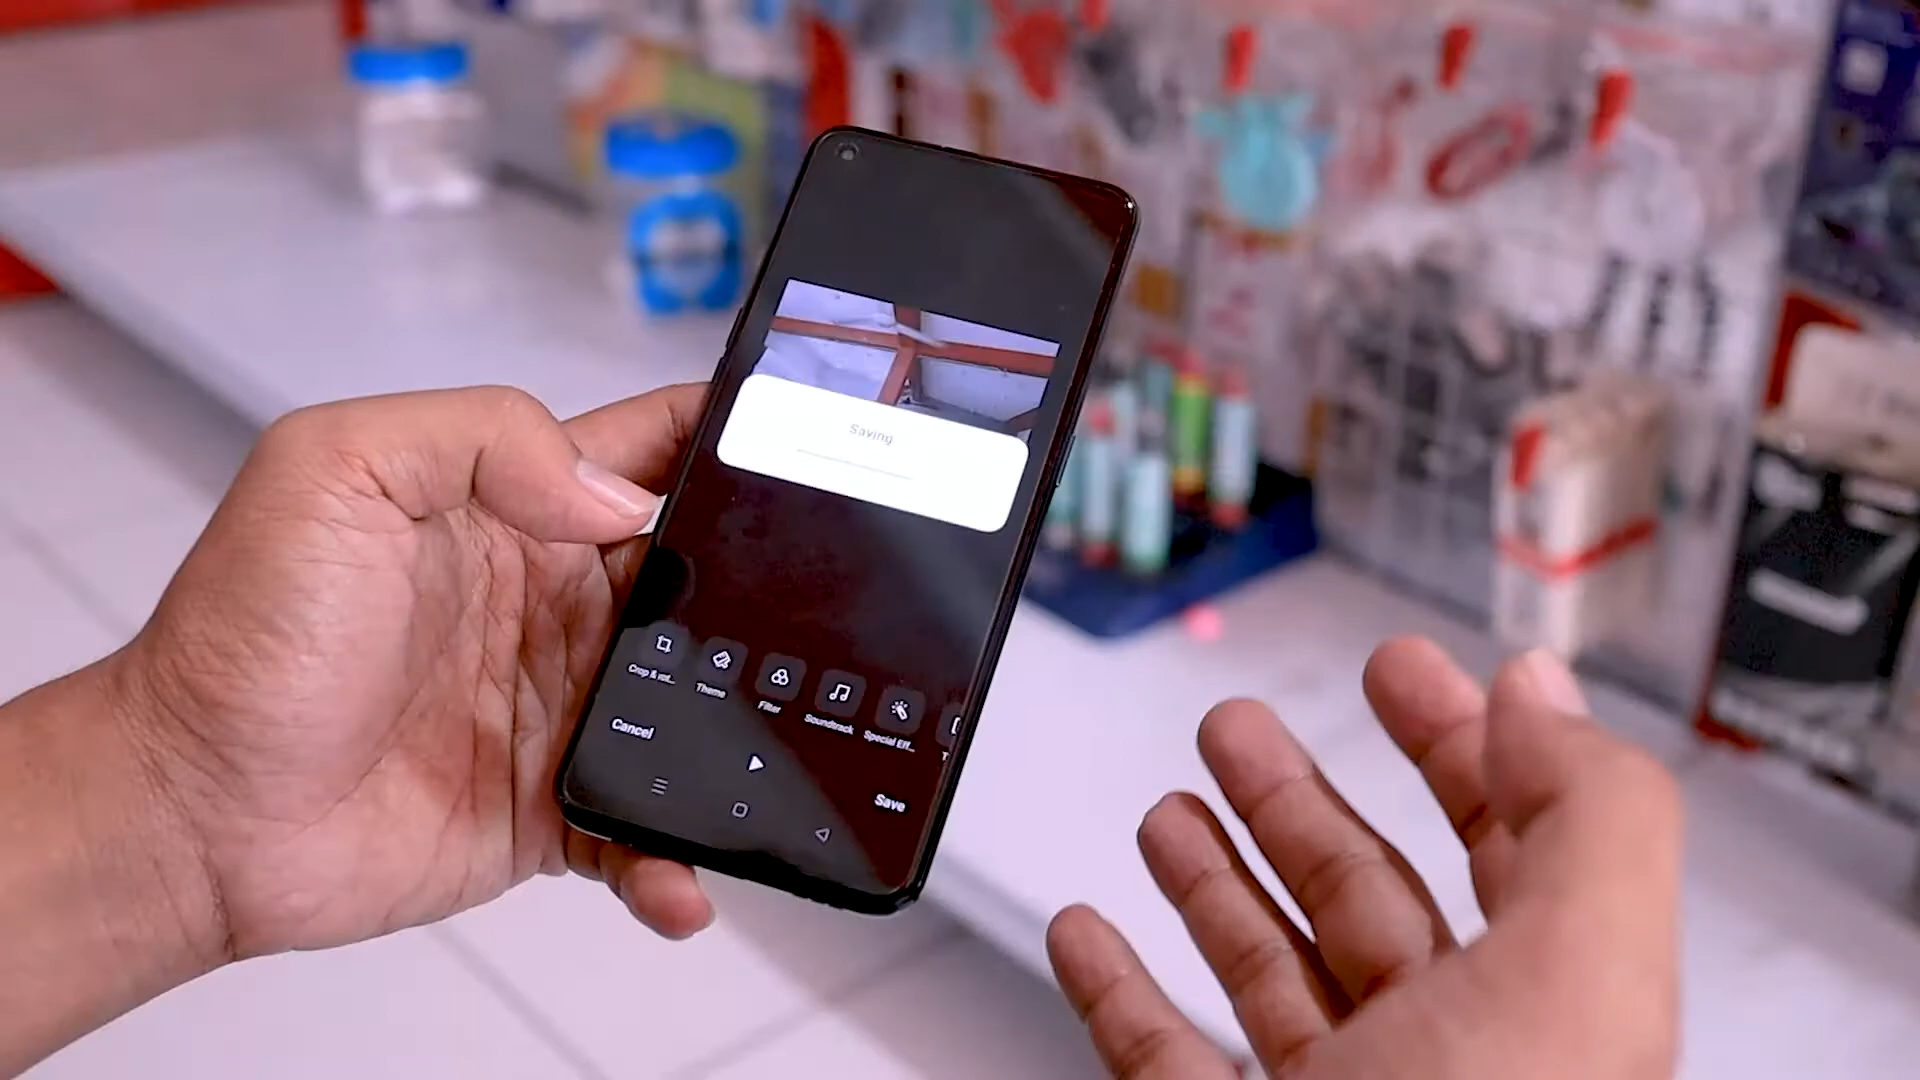 Saving
Crop & rot...
Theme
Filter
Soundtrack
Special Eff...
T
Cancel
Save